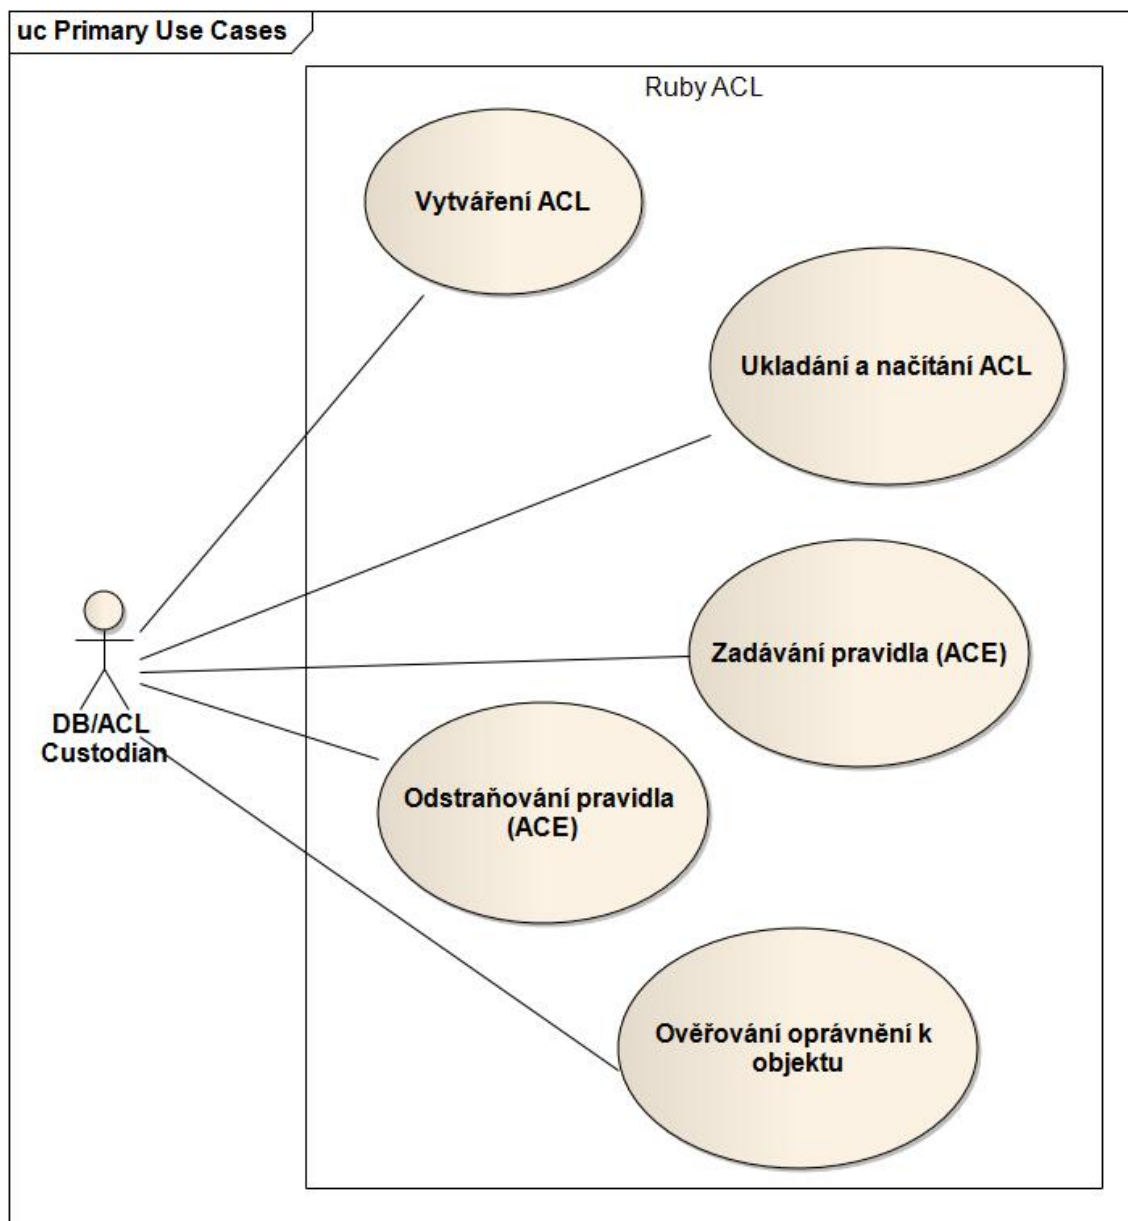 uc Primary Use Cases
Ruby ACL
Vytváření ACL
Ukladání a načítání ACL
Zadávání pravidla (ACE)
DB/ACL
Custodian
Odstraňování pravidla
(ACE)
Ověřování oprávnění k
objektu